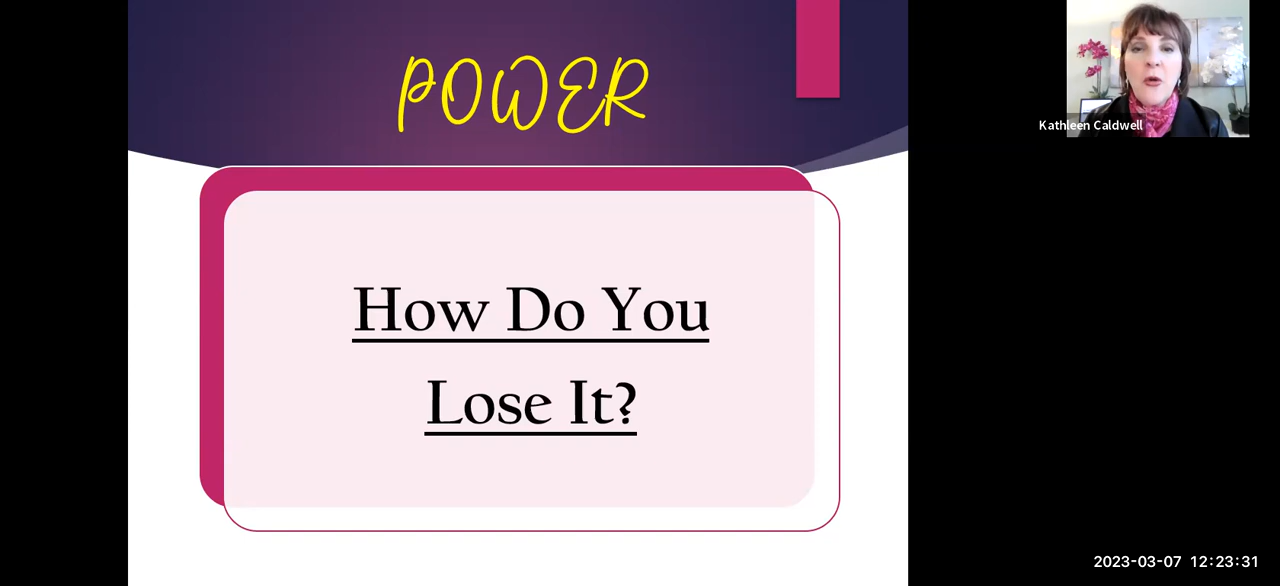 POWER
How Do You
Lose It?
Kathleen Caldwell
2023-03-07 12:23:31